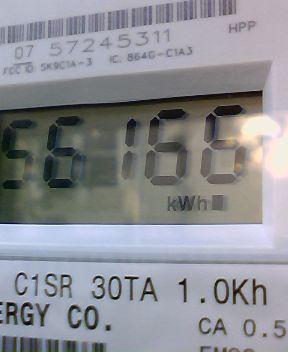 07 57245311
HPP
FCC ID: SK9C1A-3 IC: 864G-C1A3
56166
kWh
C1SR 30TA 1.0Kh
ERGY CO.
CA 0.5